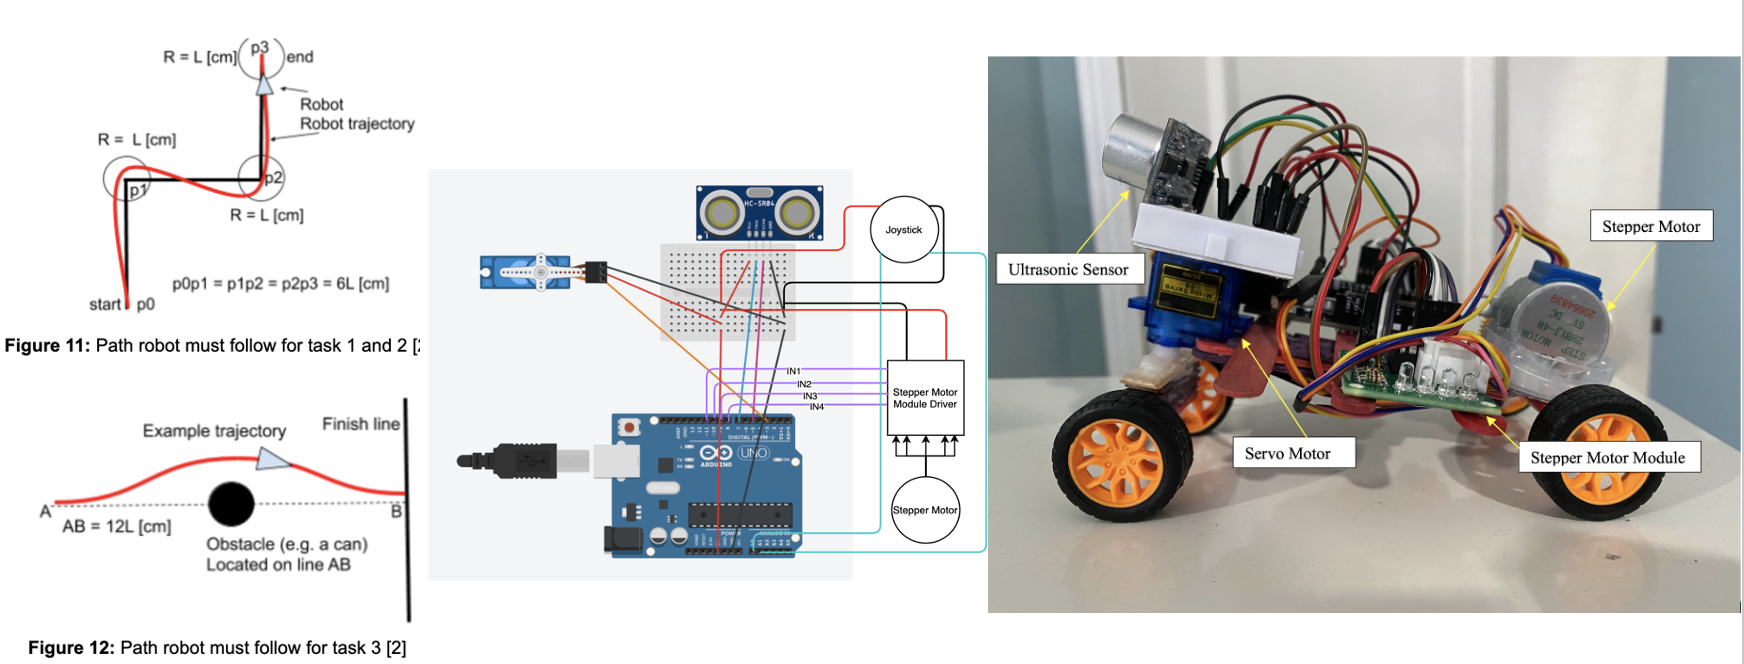 R = L [cm]
p3
end
Robot
Robot trajectory
R = L [cm]
p1
p2
R = L [cm]
p0p1 = p1p2 = p2p3 = 6L [cm]
start
p0
Figure 11: Path robot must follow for task 1 and 2 [2
Example trajectory
Finish line
A
B
AB = 12L [cm]
Obstacle (e.g. a can)
Located on line AB
Figure 12: Path robot must follow for task 3 [2]
HC-SR04
Joystick
IN1
IN2
IN3
IN4
Stepper Motor
Module Driver
DIGITAL (PWM~)
UNO
ARDUINO
POWER
Stepper Motor
Ultrasonic Sensor
Stepper Motor
Servo Motor
Stepper Motor Module
STEP MOTOR
28BYJ-48
5V DC